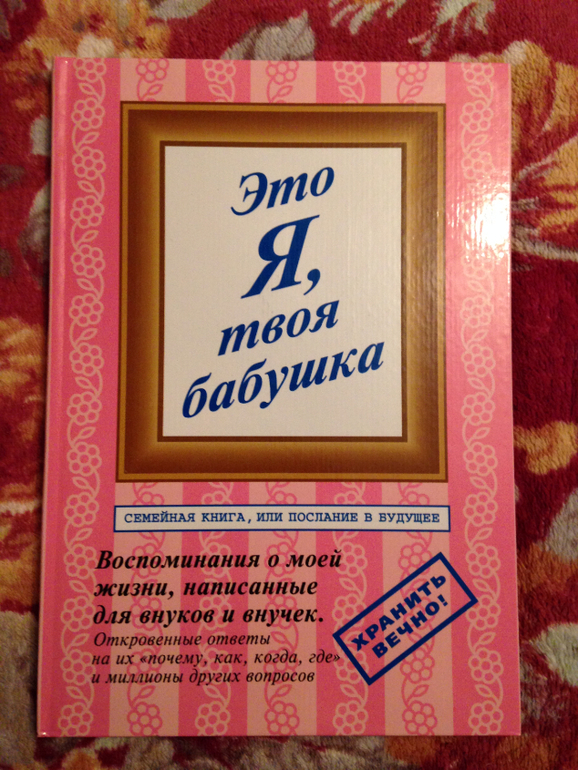 Это
Я,
твоя
бабушка
СЕМЕЙНАЯ КНИГА, ИЛИ ПОСЛАНИЕ В БУДУЩЕЕ
Воспоминания о моей
жизни, написанные
для внуков и внучек.
Откровенные ответы
на их «почему, как, когда, где»
и миллионы других вопросов
ХРАНИТЬ
ВЕЧНО!